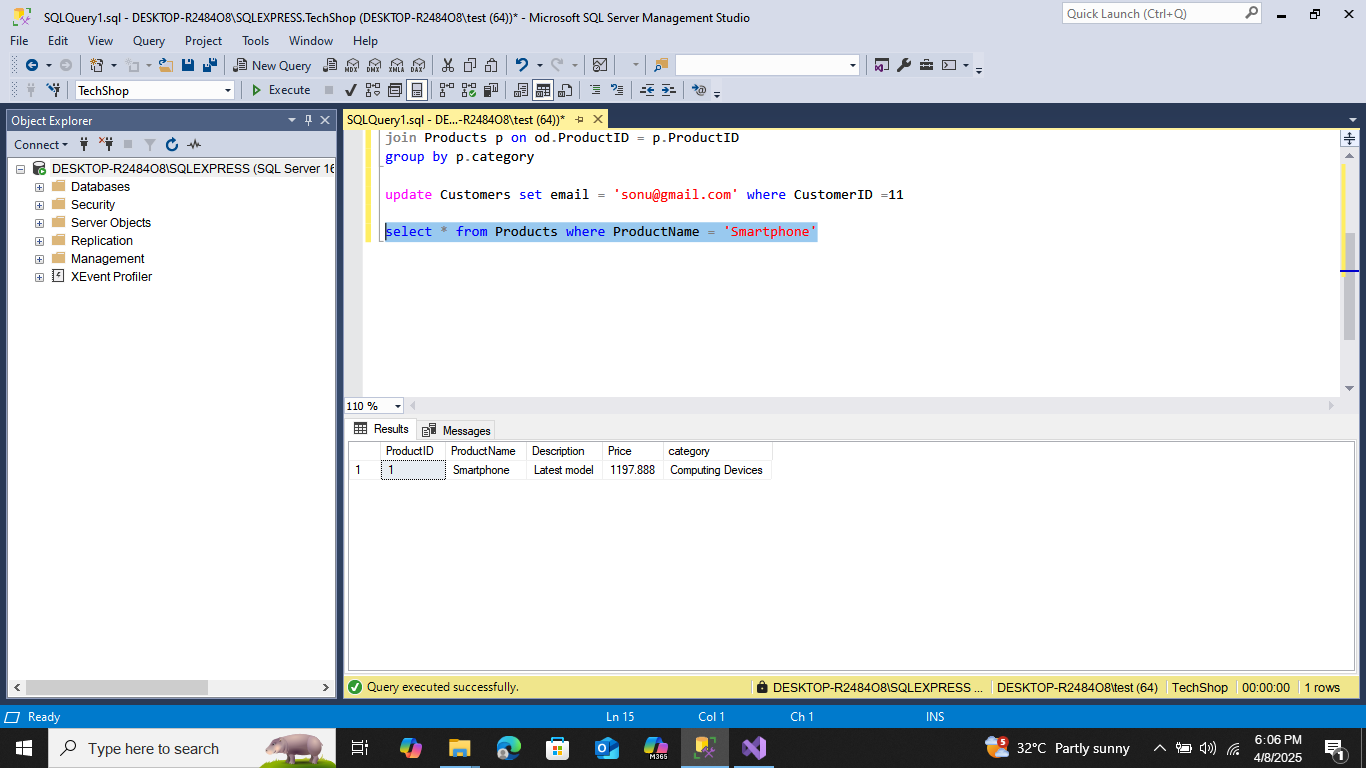 SQLQuery1.sql - DESKTOP-R2484O8\SQLEXPRESS.TechShop (DESKTOP-R2484O8\test (64))* - Microsoft SQL Server Management Studio
Quick Launch (Ctrl+Q)
File Edit View Query Project Tools Window Help
New Query MDX DMX XMLA DAX
TechShop Execute
Object Explorer
Connect
DESKTOP-R2484O8\SQLEXPRESS (SQL Server 16
Databases
Security
Server Objects
Replication
Management
XEvent Profiler
SQLQuery1.sql - DE...-R2484O8\test (64))*
join Products p on od.ProductID = p.ProductID
group by p.category
update Customers set email = 'sonu@gmail.com' where CustomerID =11
select * from Products where ProductName = 'Smartphone'
110 %
Results Messages
ProductID ProductName Description Price category
1 1 Smartphone Latest model 1197.888 Computing Devices
Query executed successfully. DESKTOP-R2484O8\SQLEXPRESS ... DESKTOP-R2484O8\test (64) TechShop 00:00:00 1 rows
Ready Ln 15 Col 1 Ch 1 INS
Type here to search M365 5 32°C Partly sunny 6:06 PM 1
4/8/2025